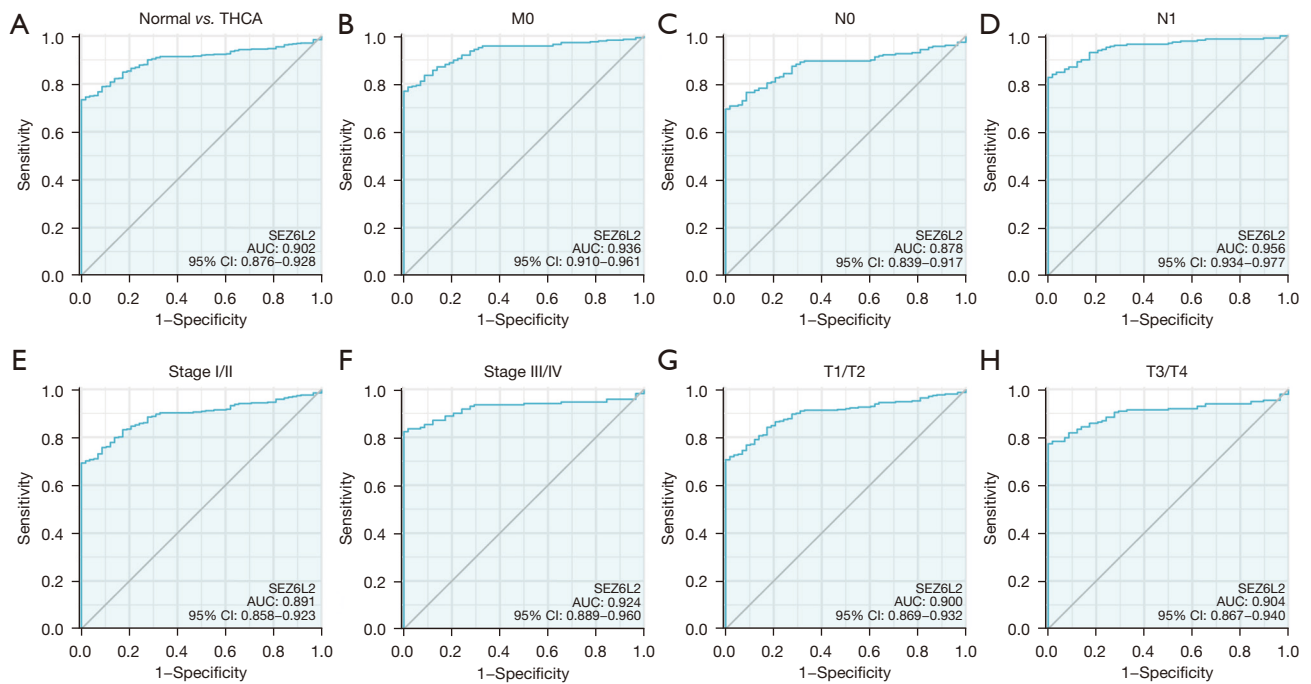 A
Normal vs. THCA
1.0
0.8
0.6
0.4
0.2
0.0
Sensitivity
SEZ6L2
AUC: 0.902
95% CI: 0.876–0.928
0.0 0.2 0.4 0.6 0.8 1.0
1–Specificity
B
M0
1.0
0.8
0.6
0.4
0.2
0.0
Sensitivity
SEZ6L2
AUC: 0.936
95% CI: 0.910–0.961
0.0 0.2 0.4 0.6 0.8 1.0
1–Specificity
C
N0
1.0
0.8
0.6
0.4
0.2
0.0
Sensitivity
SEZ6L2
AUC: 0.878
95% CI: 0.839–0.917
0.0 0.2 0.4 0.6 0.8 1.0
1–Specificity
D
N1
1.0
0.8
0.6
0.4
0.2
0.0
Sensitivity
SEZ6L2
AUC: 0.956
95% CI: 0.934–0.977
0.0 0.2 0.4 0.6 0.8 1.0
1–Specificity
E
Stage I/II
1.0
0.8
0.6
0.4
0.2
0.0
Sensitivity
SEZ6L2
AUC: 0.891
95% CI: 0.858–0.923
0.0 0.2 0.4 0.6 0.8 1.0
1–Specificity
F
Stage III/IV
1.0
0.8
0.6
0.4
0.2
0.0
Sensitivity
SEZ6L2
AUC: 0.924
95% CI: 0.889–0.960
0.0 0.2 0.4 0.6 0.8 1.0
1–Specificity
G
T1/T2
1.0
0.8
0.6
0.4
0.2
0.0
Sensitivity
SEZ6L2
AUC: 0.900
95% CI: 0.869–0.932
0.0 0.2 0.4 0.6 0.8 1.0
1–Specificity
H
T3/T4
1.0
0.8
0.6
0.4
0.2
0.0
Sensitivity
SEZ6L2
AUC: 0.904
95% CI: 0.867–0.940
0.0 0.2 0.4 0.6 0.8 1.0
1–Specificity